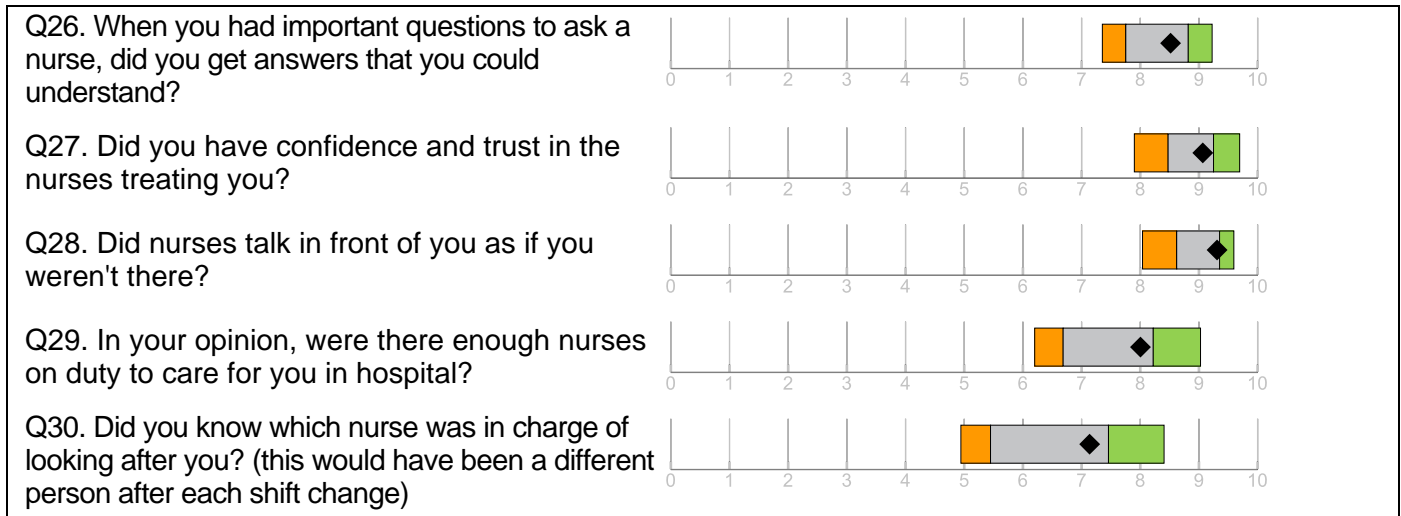 Q26. When you had important questions to ask a
nurse, did you get answers that you could
understand?
0 1 2 3 4 5 6 7 8 9 10
Q27. Did you have confidence and trust in the
nurses treating you?
0 1 2 3 4 5 6 7 8 9 10
Q28. Did nurses talk in front of you as if you
weren't there?
0 1 2 3 4 5 6 7 8 9 10
Q29. In your opinion, were there enough nurses
on duty to care for you in hospital?
0 1 2 3 4 5 6 7 8 9 10
Q30. Did you know which nurse was in charge of
looking after you? (this would have been a different
person after each shift change)
0 1 2 3 4 5 6 7 8 9 10